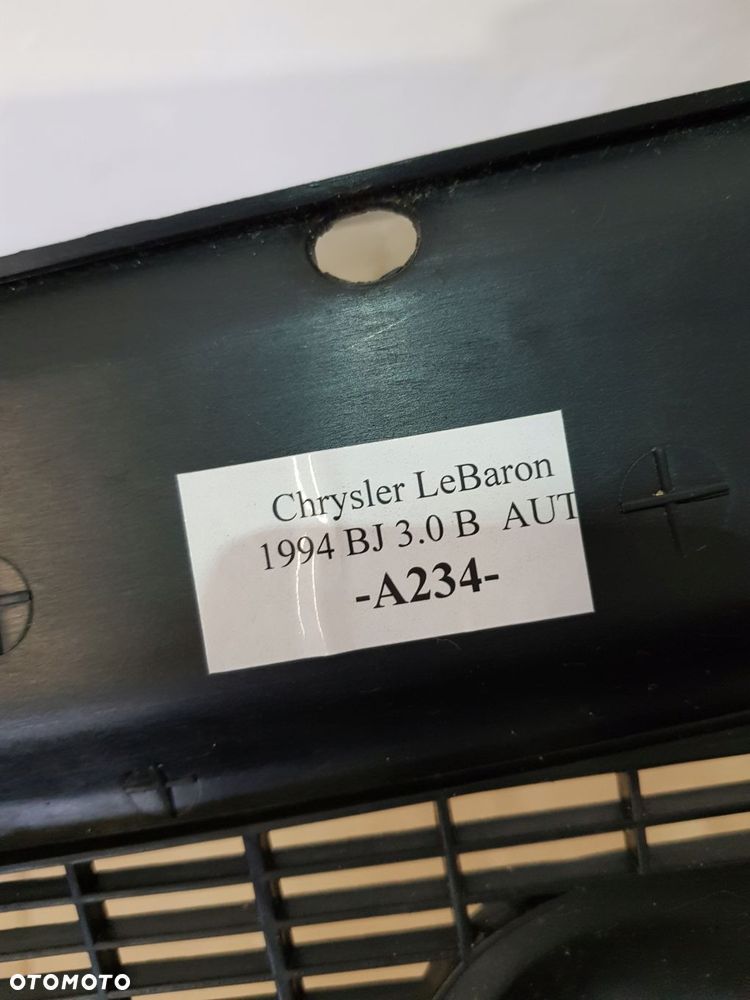 Chrysler LeBaron
1994 BJ 3.0 B AUT
-A234-
OTOMOTO